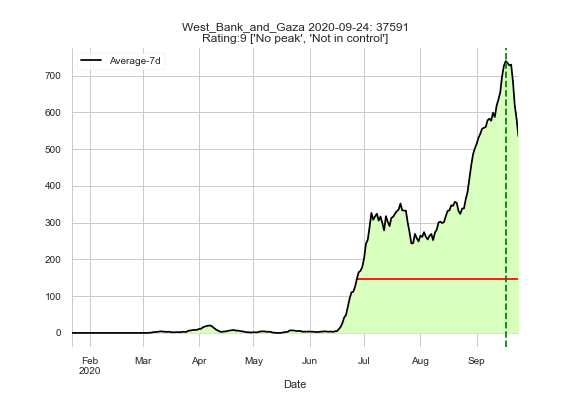 West_Bank_and_Gaza 2020-09-24: 37591
Rating:9 ['No peak', 'Not in control']
Average-7d
700
600
500
400
300
200
100
0
Feb Mar Apr May Jun Jul Aug Sep
2020
Date